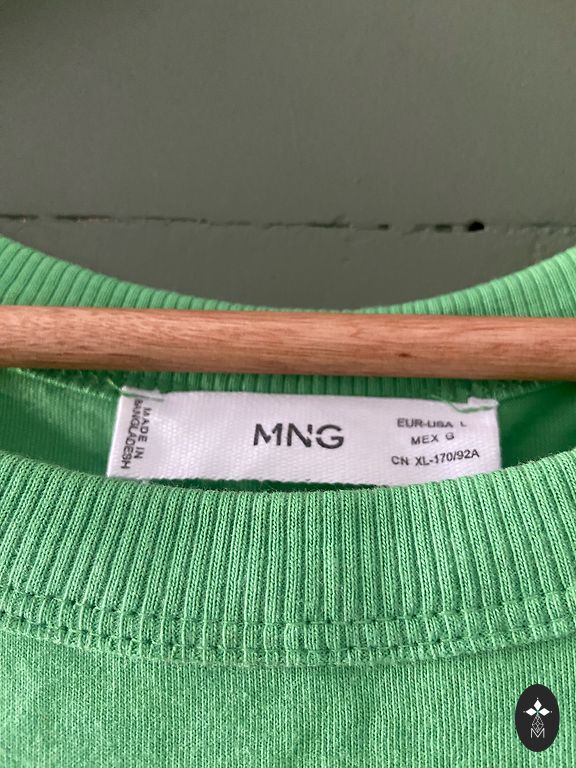 MADE IN
BANGLADESH
MNG
EUR-USA L
MEX G
CN XL-170/92A
M